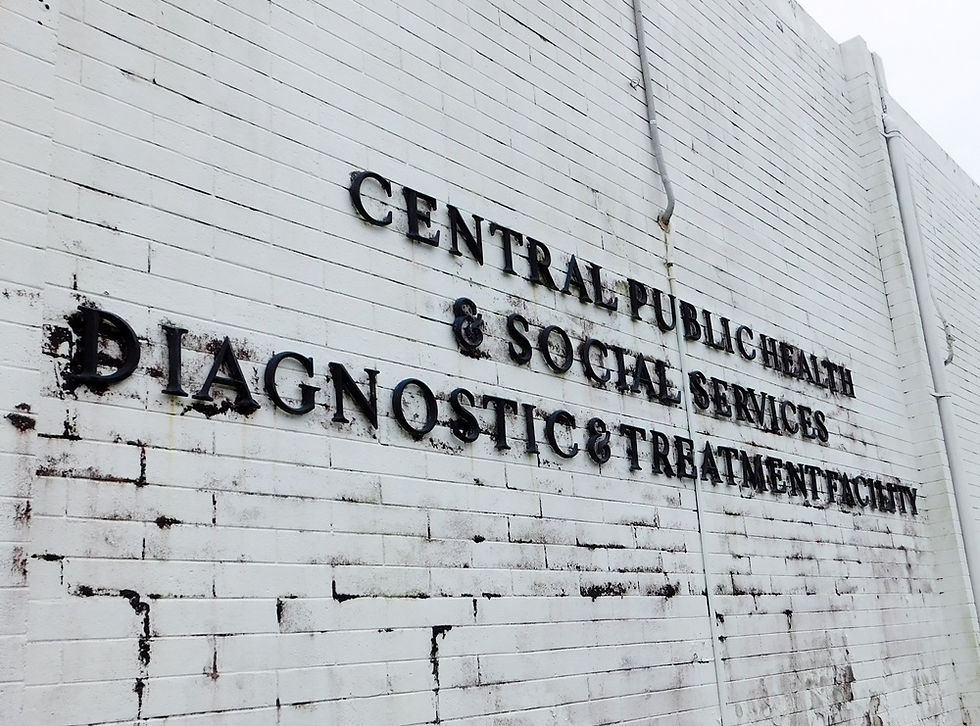 CENTRAL PUBLIC HEALTH
& SOCIAL SERVICES
DIAGNOSTIC & TREATMENT FACILITY